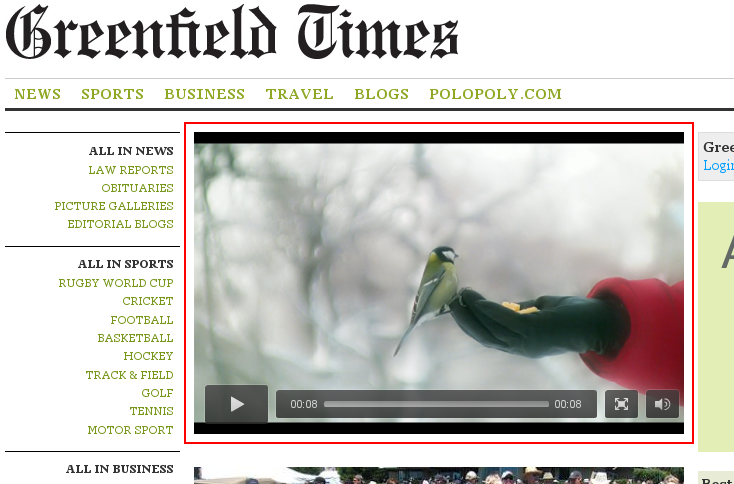 Greenfield Times
NEWS SPORTS BUSINESS TRAVEL BLOGS POLOPOLY.COM
ALL IN NEWS
LAW REPORTS
OBITUARIES
PICTURE GALLERIES
EDITORIAL BLOGS
ALL IN SPORTS
RUGBY WORLD CUP
CRICKET
FOOTBALL
BASKETBALL
HOCKEY
TRACK & FIELD
GOLF
TENNIS
MOTOR SPORT
ALL IN BUSINESS
00:08 00:08
Gree
Login
A
Best